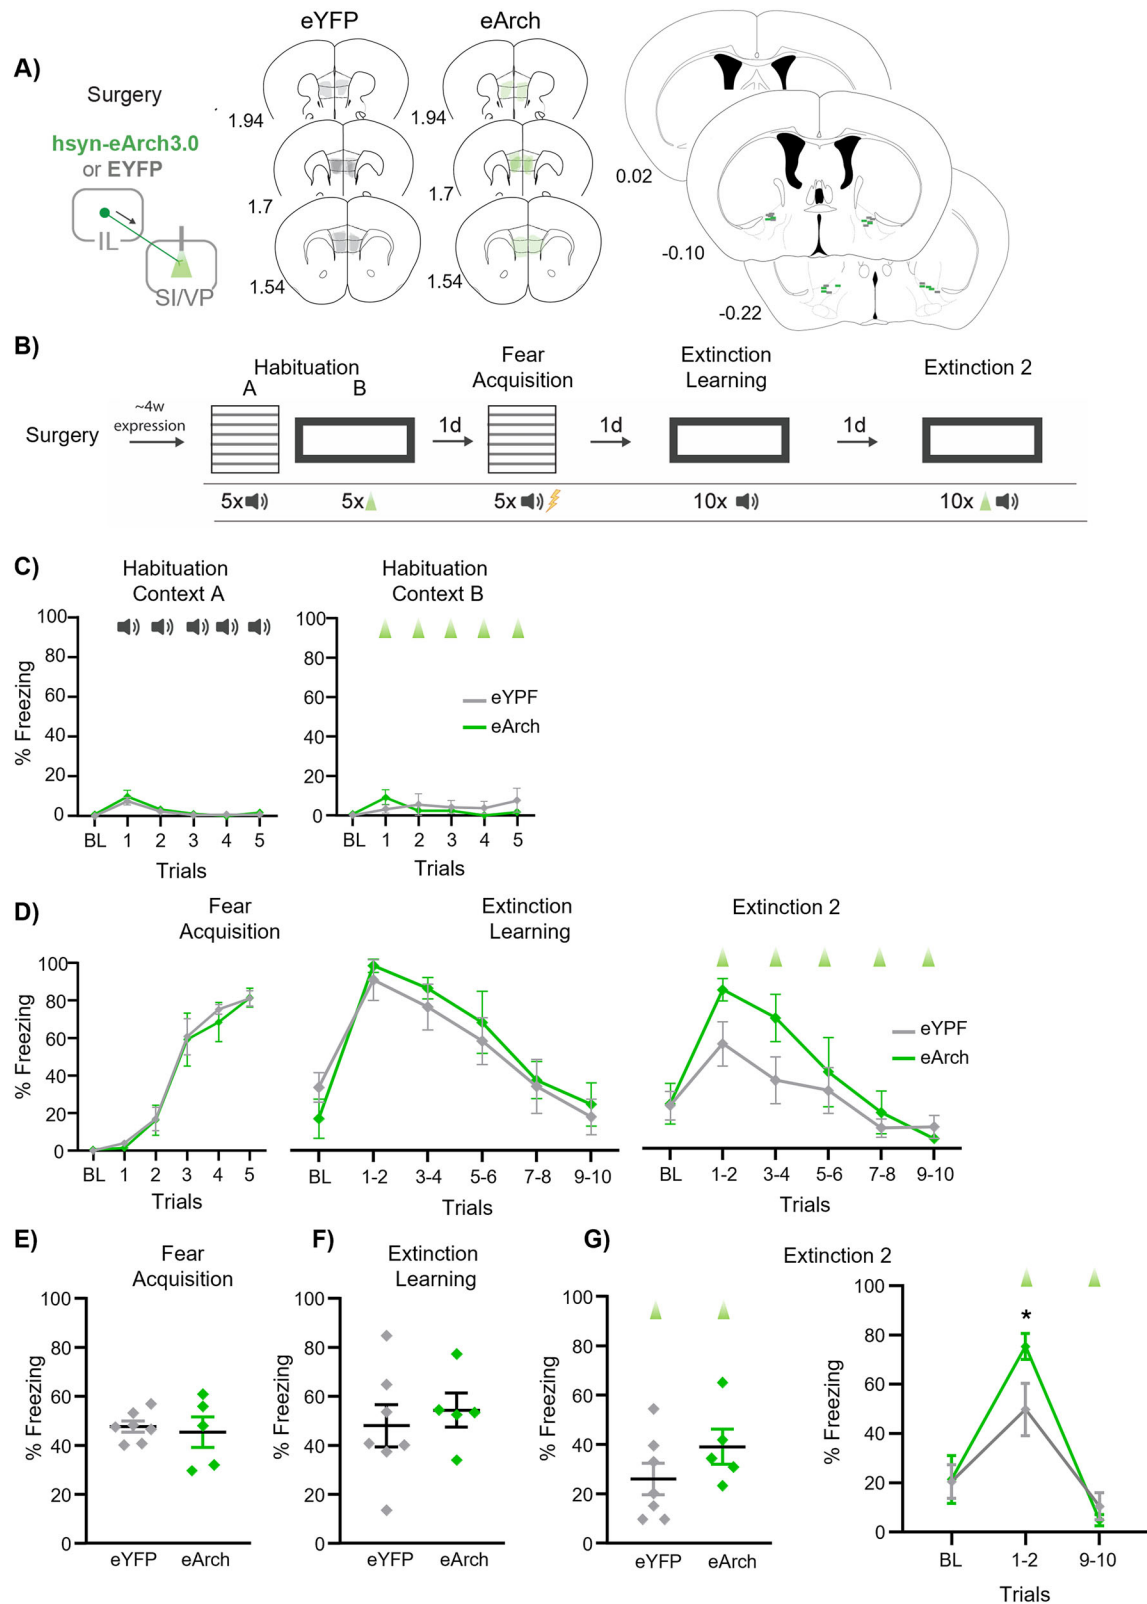 A)
eYFP
eArch
Surgery
hsyn-eArch3.0
or EYFP
IL
SI/VP
1.94
1.7
1.54
1.94
1.7
1.54
0.02
-0.10
-0.22
B)
Habituation
A B
Fear
Acquisition
Extinction
Learning
Extinction 2
Surgery
~4w
expression
1d
1d
1d
5x
5x
5x
10x
10x
C)
Habituation
Context A
% Freezing
100
80
60
40
20
0
BL 1 2 3 4 5
Trials
Habituation
Context B
100
80
60
40
20
0
eYPF
eArch
BL 1 2 3 4 5
Trials
D)
Fear
Acquisition
% Freezing
100
80
60
40
20
0
BL 1 2 3 4 5
Trials
Extinction
Learning
BL 1-2 3-4 5-6 7-8 9-10
Trials
Extinction 2
eYPF
eArch
BL 1-2 3-4 5-6 7-8 9-10
Trials
E)
Fear
Acquisition
% Freezing
100
80
60
40
20
0
eYFP eArch
F)
Extinction
Learning
% Freezing
100
80
60
40
20
0
eYFP eArch
G)
Extinction 2
% Freezing
100
80
60
40
20
0
eYFP eArch
% Freezing
100
80
60
40
20
0
*
BL 1-2 9-10
Trials